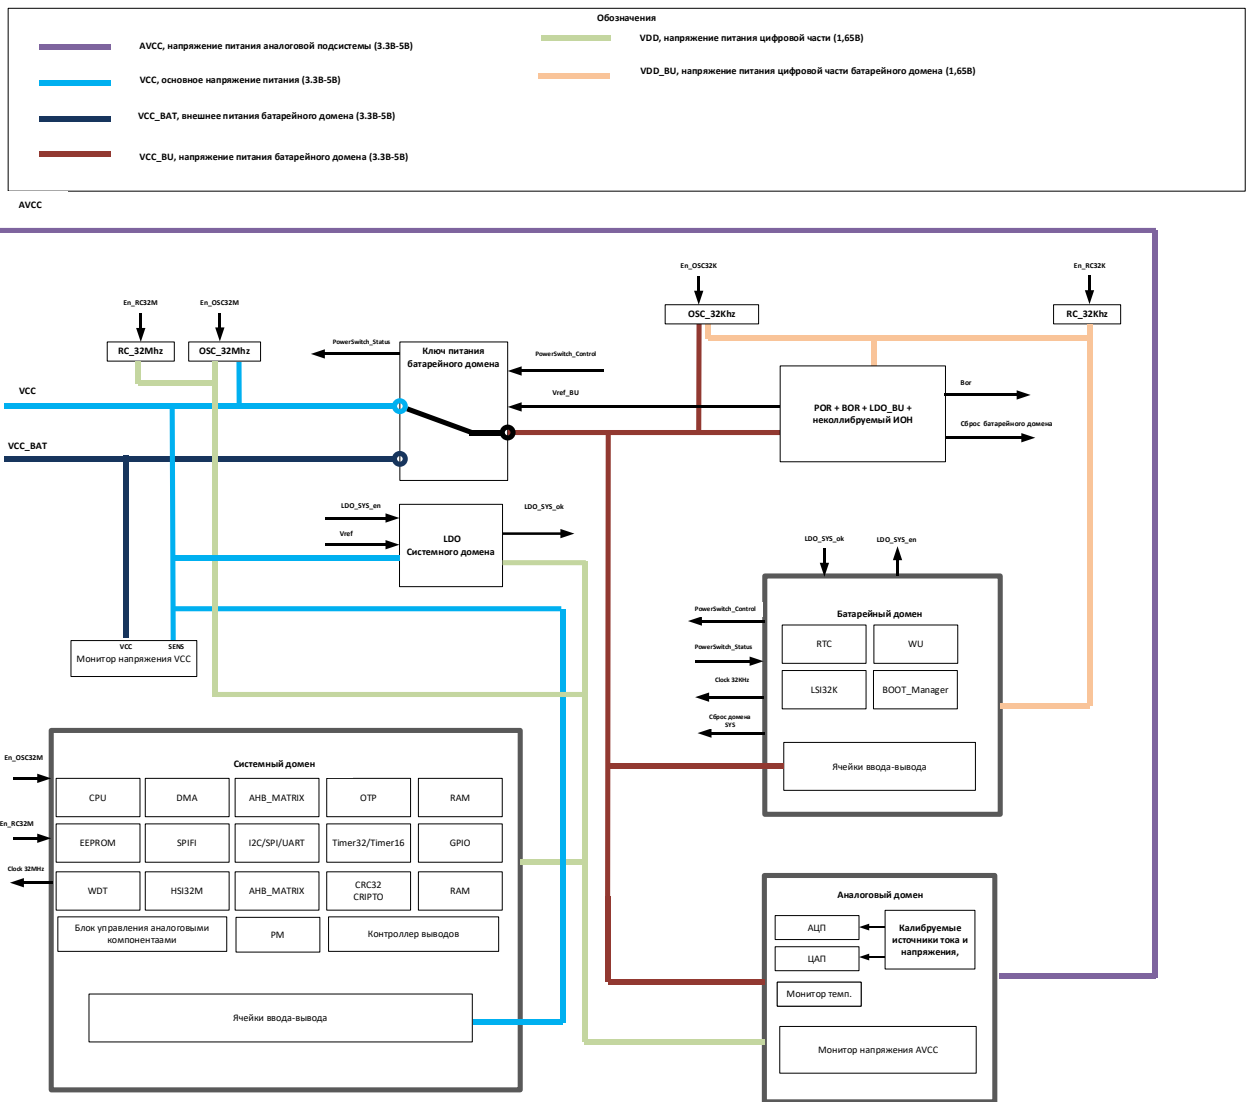 Обозначения
AVCC, напряжение питания аналоговой подсистемы (3.3В-5В)
VDD, напряжение питания цифровой части (1,65В)
VCC, основное напряжение питания (3.3В-5В)
VDD_BU, напряжение питания цифровой части батарейного домена (1,65В)
VCC_BAT, внешнее питания батарейного домена (3.3В-5В)
VCC_BU, напряжение питания батарейного домена (3.3В-5В)
AVCC
En_OSC32K
En_RC32K
En_RC32M
En_OSC32M
OSC_32Khz
RC_32Khz
RC_32Mhz
OSC_32Mhz
PowerSwitch_Status
Ключ питания
батарейного домена
PowerSwitch_Control
VCC
Vref_BU
POR + BOR + LDO_BU +
неколлибруемый ИОН
Bor
Сброс батарейного домена
VCC_BAT
LDO_SYS_en
Vref
LDO
Системного домена
LDO_SYS_ok
LDO_SYS_ok
LDO_SYS_en
VCC
SENS
Монитор напряжения VCC
Батарейный домен
PowerSwitch_Control
PowerSwitch_Status
Clock 32KHz
Сброс домена
SYS
RTC
WU
LSI32K
BOOT_Manager
Ячейки ввода-вывода
Системный домен
En_OSC32M
En_RC32M
Clock 32MHz
CPU
DMA
AHB_MATRIX
OTP
RAM
EEPROM
SPIFI
I2C/SPI/UART
Timer32/Timer16
GPIO
WDT
HSI32M
AHB_MATRIX
CRC32
CRIPTO
RAM
Блок управления аналоговыми
компонентаами
PM
Контроллер выводов
Ячейки ввода-вывода
Аналоговый домен
АЦП
ЦАП
Калибруемые
источники тока и
напряжения,
Монитор темп.
Монитор напряжения AVCC